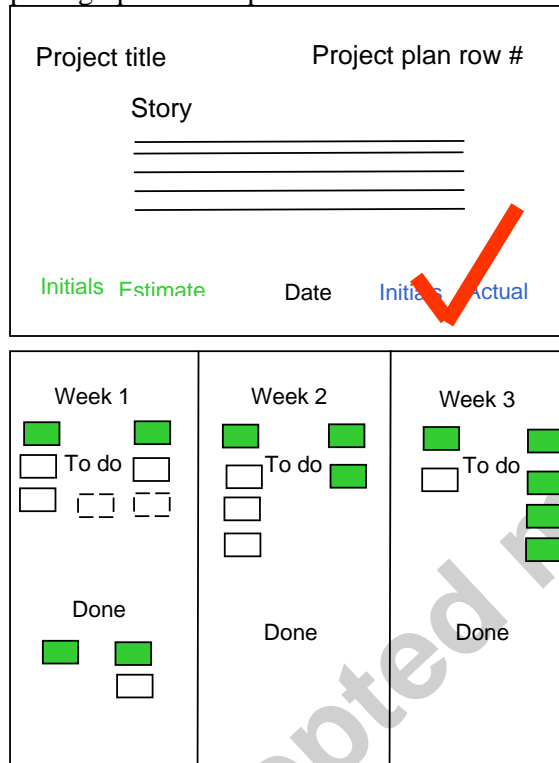 Project title Project plan row #
Story
Initials Estimate Date Initials Actual
Week 1 Week 2 Week 3
To do To do To do
Done Done Done